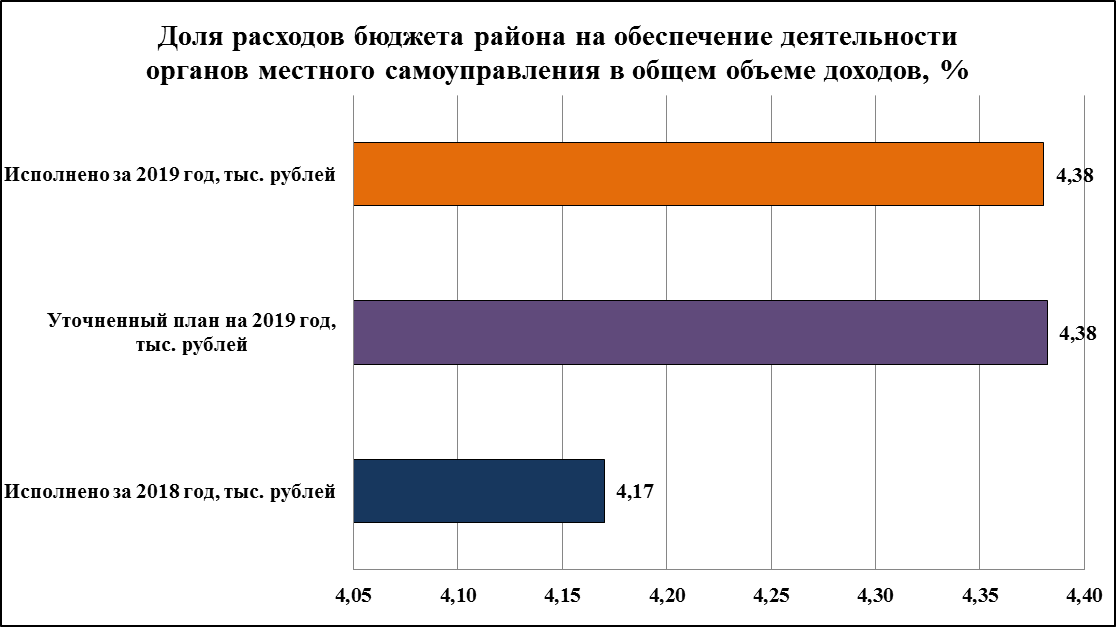 Доля расходов бюджета района на обеспечение деятельности
органов местного самоуправления в общем объеме доходов, %
Исполнено за 2019 год, тыс. рублей
4,38
Уточненный план на 2019 год,
тыс. рублей
4,38
Исполнено за 2018 год, тыс. рублей
4,17
4,05 4,10 4,15 4,20 4,25 4,30 4,35 4,40